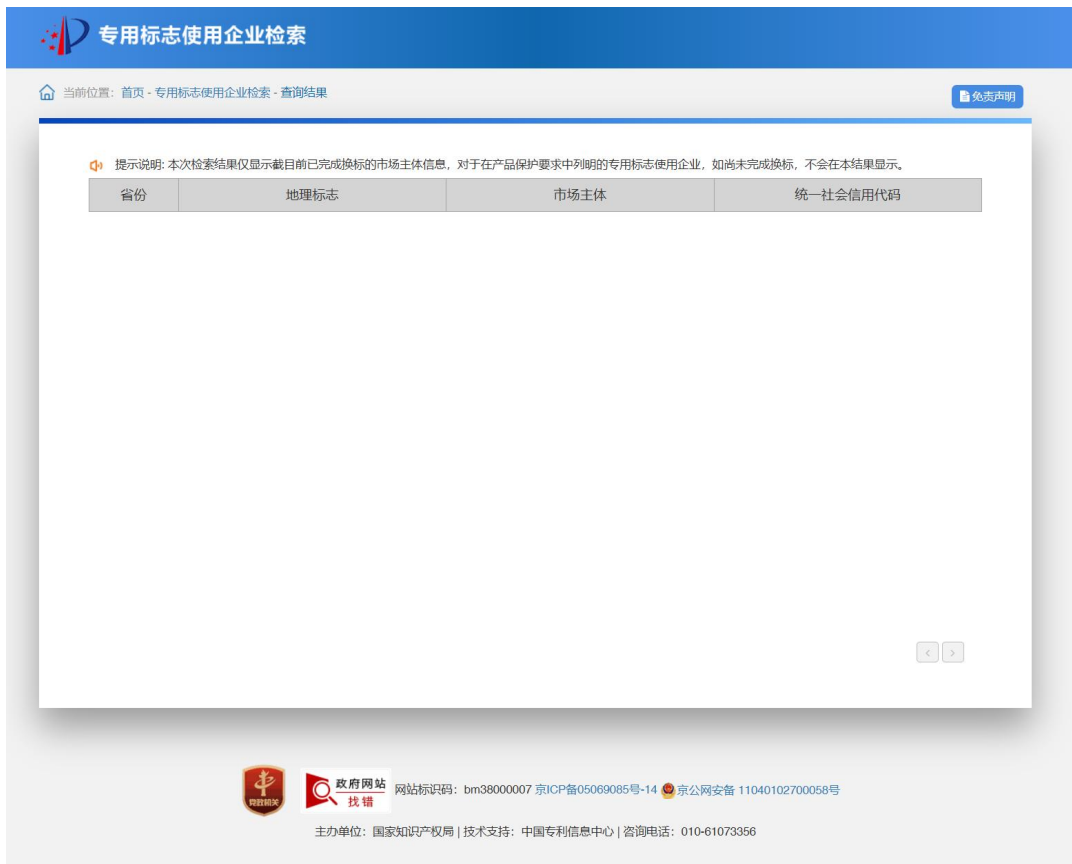 专用标志使用企业检索
当前位置：首页 - 专用标志使用企业检索 - 查询结果
免责声明
提示说明: 本次检索结果仅显示截目前已完成换标的市场主体信息，对于在产品保护要求中列明的专用标志使用企业，如尚未完成换标，不会在本结果显示。
省份 地理标志 市场主体 统一社会信用代码
< >
党政机关
政府网站
找错
网站标识码：bm38000007 京ICP备05069085号-14 京公网安备 11040102700058号
主办单位：国家知识产权局 | 技术支持：中国专利信息中心 | 咨询电话：010-61073356